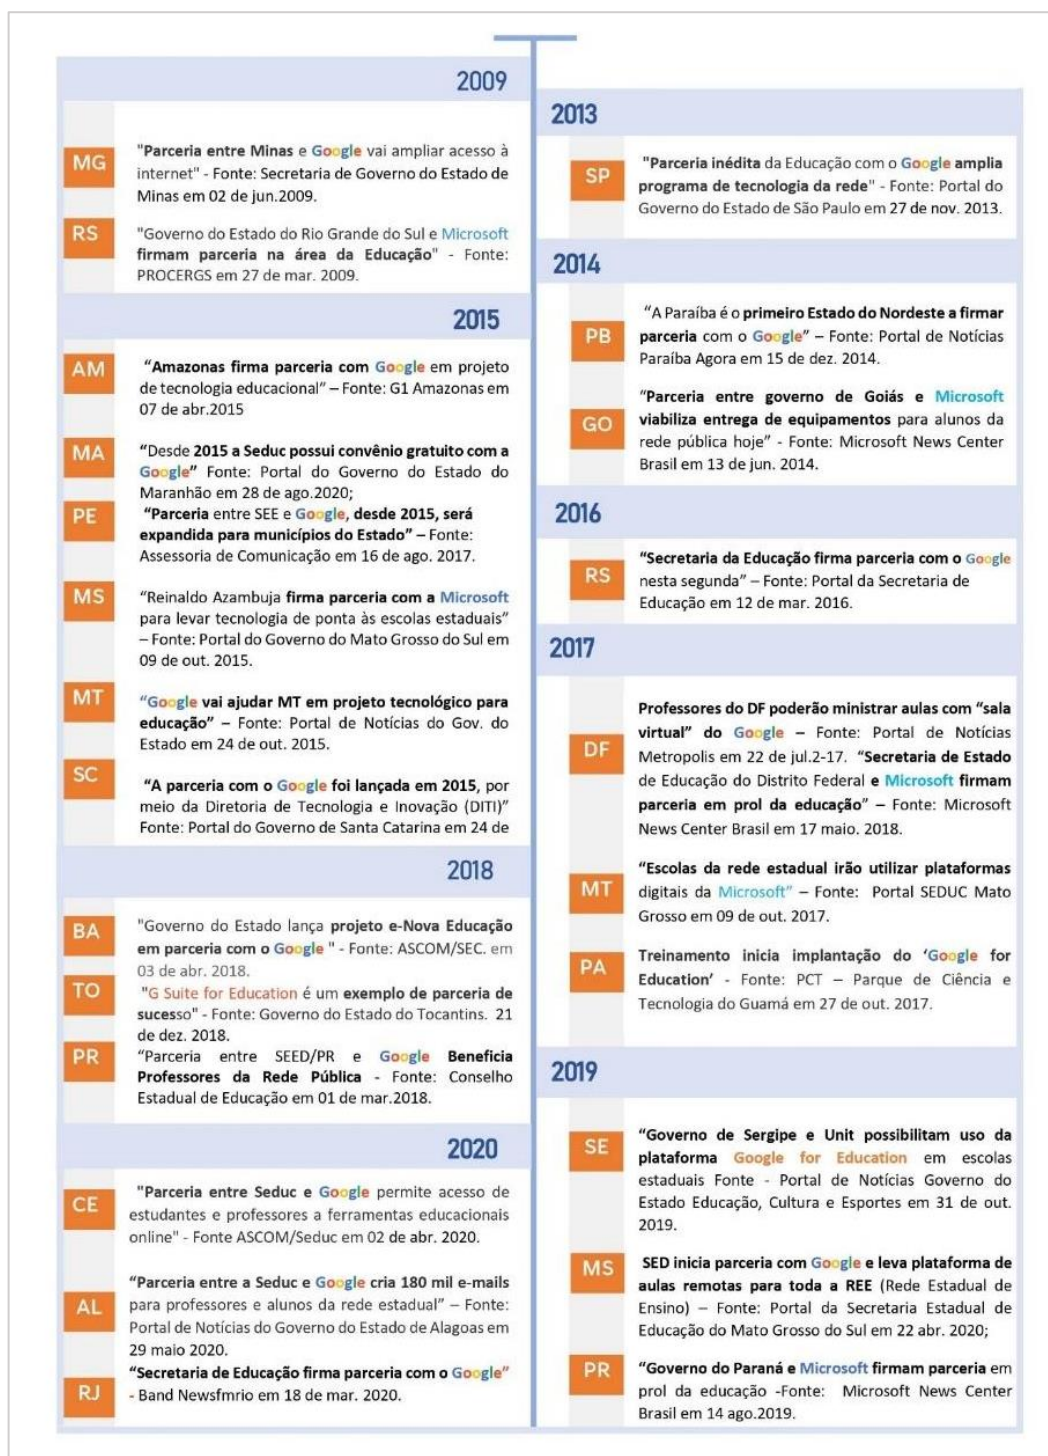 2009
MG
"Parceria entre Minas e Google vai ampliar acesso à
internet" - Fonte: Secretaria de Governo do Estado de
Minas em 02 de jun.2009.
RS
"Governo do Estado do Rio Grande do Sul e Microsoft
firmam parceria na área da Educação" - Fonte:
PROCERGS em 27 de mar. 2009.
2013
SP
"Parceria inédita da Educação com o Google amplia
programa de tecnologia da rede" - Fonte: Portal do
Governo do Estado de São Paulo em 27 de nov. 2013.
2014
PB
“A Paraíba é o primeiro Estado do Nordeste a firmar
parceria com o Google” – Fonte: Portal de Notícias
Paraíba Agora em 15 de dez. 2014.
GO
“Parceria entre governo de Goiás e Microsoft
viabiliza entrega de equipamentos para alunos da
rede pública hoje” - Fonte: Microsoft News Center
Brasil em 13 de jun. 2014.
2015
AM
“Amazonas firma parceria com Google em projeto
de tecnologia educacional” – Fonte: G1 Amazonas em
07 de abr.2015
MA
“Desde 2015 a Seduc possui convênio gratuito com a
Google” Fonte: Portal do Governo do Estado do
Maranhão em 28 de ago.2020;
PE
“Parceria entre SEE e Google, desde 2015, será
expandida para municípios do Estado” – Fonte:
Assessoria de Comunicação em 16 de ago. 2017.
MS
“Reinaldo Azambuja firma parceria com a Microsoft
para levar tecnologia de ponta às escolas estaduais”
– Fonte: Portal do Governo do Mato Grosso do Sul em
09 de out. 2015.
MT
“Google vai ajudar MT em projeto tecnológico para
educação” – Fonte: Portal de Notícias do Gov. do
Estado em 24 de out. 2015.
SC
“A parceria com o Google foi lançada em 2015, por
meio da Diretoria de Tecnologia e Inovação (DITI)”
Fonte: Portal do Governo de Santa Catarina em 24 de
2016
RS
“Secretaria da Educação firma parceria com o Google
nesta segunda” – Fonte: Portal da Secretaria de
Educação em 12 de mar. 2016.
2017
DF
Professores do DF poderão ministrar aulas com “sala
virtual” do Google – Fonte: Portal de Notícias
Metropolis em 22 de jul.2-17. “Secretaria de Estado
de Educação do Distrito Federal e Microsoft firmam
parceria em prol da educação” – Fonte: Microsoft
News Center Brasil em 17 maio. 2018.
MT
“Escolas da rede estadual irão utilizar plataformas
digitais da Microsoft” – Fonte: Portal SEDUC Mato
Grosso em 09 de out. 2017.
PA
Treinamento inicia implantação do ‘Google for
Education’ - Fonte: PCT – Parque de Ciência e
Tecnologia do Guamá em 27 de out. 2017.
2018
BA
"Governo do Estado lança projeto e-Nova Educação
em parceria com o Google " - Fonte: ASCOM/SEC. em
03 de abr. 2018.
TO
"G Suite for Education é um exemplo de parceria de
sucesso" - Fonte: Governo do Estado do Tocantins. 21
de dez. 2018.
PR
“Parceria entre SEED/PR e Google Beneficia
Professores da Rede Pública - Fonte: Conselho
Estadual de Educação em 01 de mar.2018.
2019
SE
“Governo de Sergipe e Unit possibilitam uso da
plataforma Google for Education em escolas
estaduais Fonte - Portal de Notícias Governo do
Estado Educação, Cultura e Esportes em 31 de out.
2019.
MS
SED inicia parceria com Google e leva plataforma de
aulas remotas para toda a REE (Rede Estadual de
Ensino) – Fonte: Portal da Secretaria Estadual de
Educação do Mato Grosso do Sul em 22 abr. 2020;
PR
“Governo do Paraná e Microsoft firmam parceria em
prol da educação -Fonte: Microsoft News Center
Brasil em 14 ago.2019.
2020
CE
"Parceria entre Seduc e Google permite acesso de
estudantes e professores a ferramentas educacionais
online" - Fonte ASCOM/Seduc em 02 de abr. 2020.
AL
“Parceria entre a Seduc e Google cria 180 mil e-mails
para professores e alunos da rede estadual” – Fonte:
Portal de Notícias do Governo do Estado de Alagoas em
29 maio 2020.
RJ
“Secretaria de Educação firma parceria com o Google”
- Band Newsfmrio em 18 de mar. 2020.